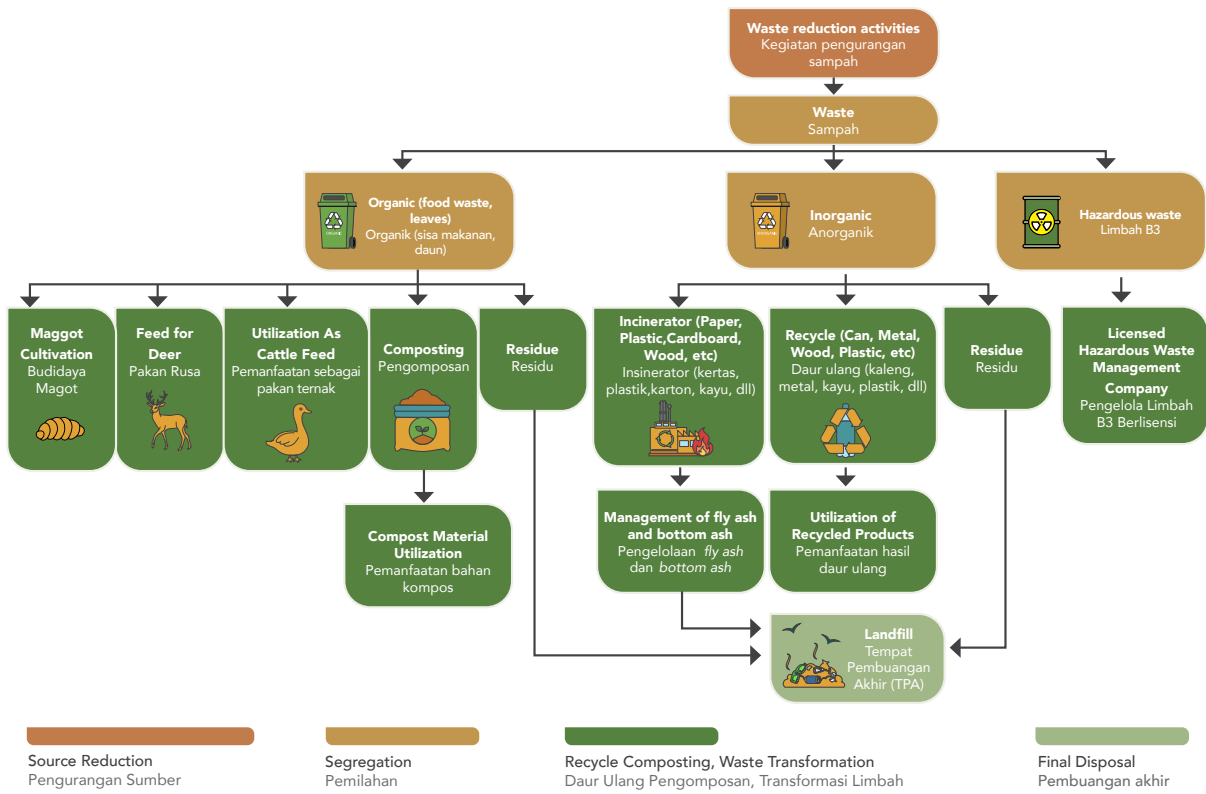 Waste reduction activities
Kegiatan pengurangan
sampah
Waste
Sampah
Organic (food waste,
leaves)
Organik (sisa makanan,
daun)
Inorganic
Anorganik
Hazardous waste
Limbah B3
Maggot
Cultivation
Budidaya
Magot
Feed for
Deer
Pakan Rusa
Utilization As
Cattle Feed
Pemanfaatan sebagai
pakan ternak
Composting
Pengomposan
Residue
Residu
Incinerator (Paper,
Plastic,Cardboard,
Wood, etc)
Insinerator (kertas,
plastik,karton, kayu, dll)
Recycle (Can, Metal,
Wood, Plastic, etc)
Daur ulang (kaleng,
metal, kayu, plastik, dll)
Residue
Residu
Licensed
Hazardous Waste
Management
Company
Pengelola Limbah
B3 Berlisensi
Compost Material
Utilization
Pemanfaatan bahan
kompos
Management of fly ash
and bottom ash
Pengelolaan fly ash
dan bottom ash
Utilization of
Recycled Products
Pemanfaatan hasil
daur ulang
Landfill
Tempat
Pembuangan
Akhir (TPA)
Source Reduction
Pengurangan Sumber
Segregation
Pemilahan
Recycle Composting, Waste Transformation
Daur Ulang Pengomposan, Transformasi Limbah
Final Disposal
Pembuangan akhir